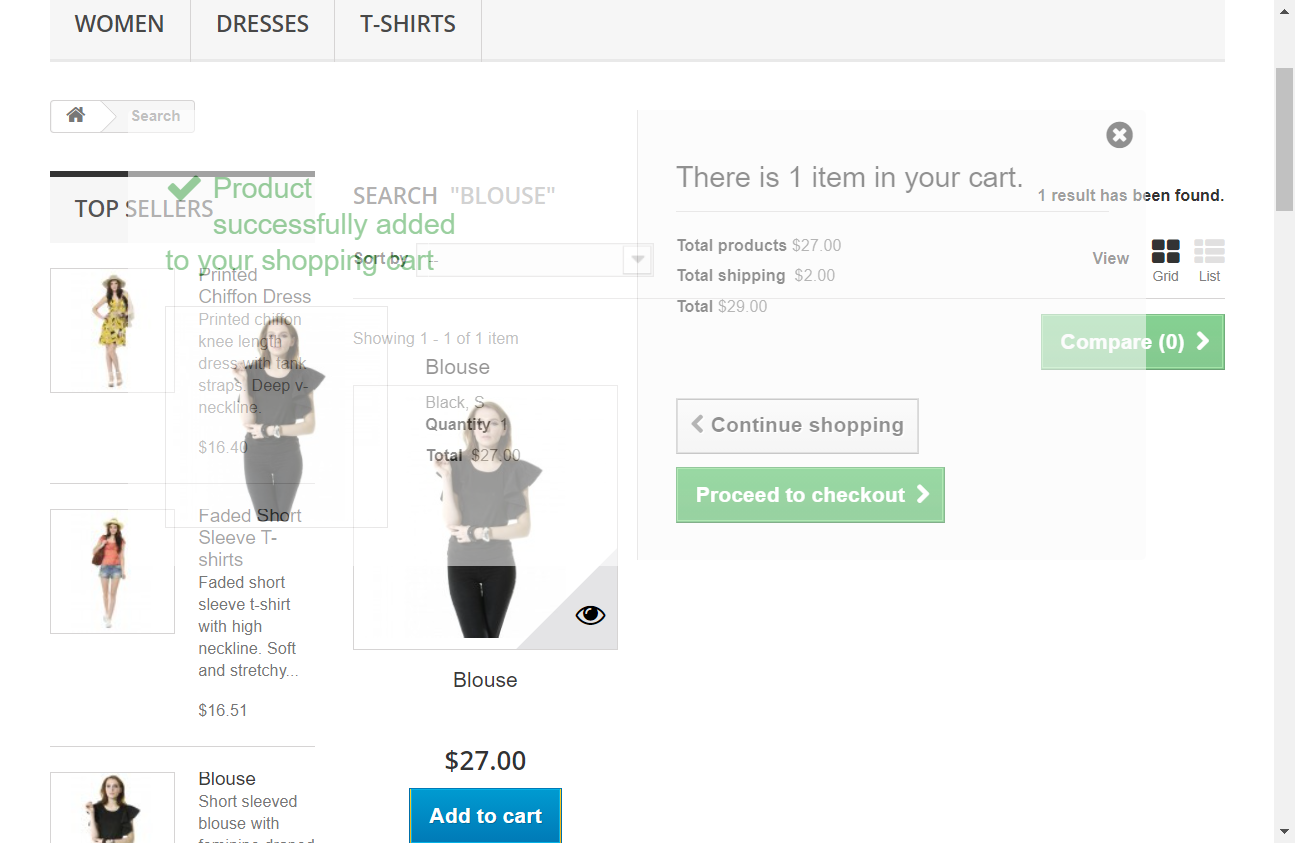 WOMEN
DRESSES
T-SHIRTS
Search
TOP SELLERS
Product
successfully added
to your shopping cart
SEARCH "BLOUSE"
There is 1 item in your cart.
1 result has been found.
Sort by --
Total products $27.00
Total shipping $2.00
Total $29.00
View
Grid
List
Printed
Chiffon Dress
Printed chiffon
knee length
dress with tank
straps. Deep v-
neckline.
$16.40
Showing 1 - 1 of 1 item
Compare (0)
Blouse
Black, S
Quantity 1
Total $27.00
Continue shopping
Proceed to checkout
Faded Short
Sleeve T-
shirts
Faded short
sleeve t-shirt
with high
neckline. Soft
and stretchy...
$16.51
Blouse
$27.00
Add to cart
Blouse
Short sleeved
blouse with
feminine draped